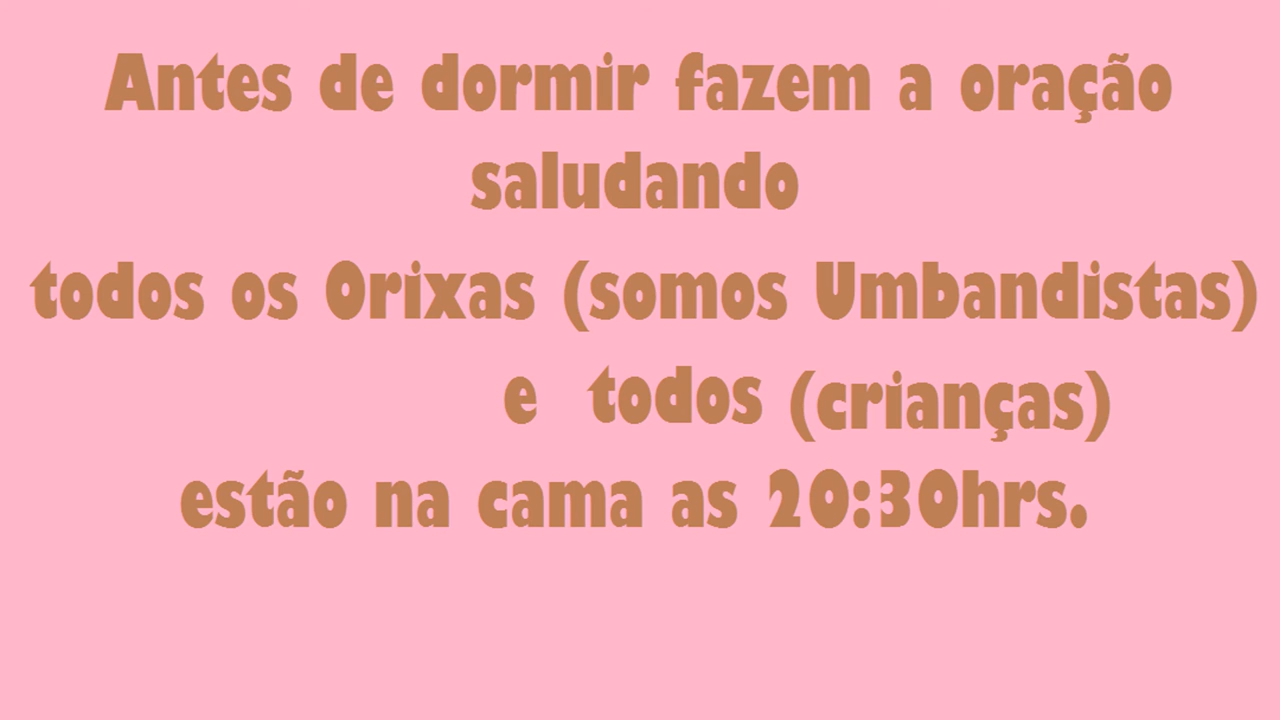 Antes de dormir fazem a oração
saludando
todos os Orixas (somos Umbandistas)
e todos (crianças)
estão na cama as 20:30hrs.